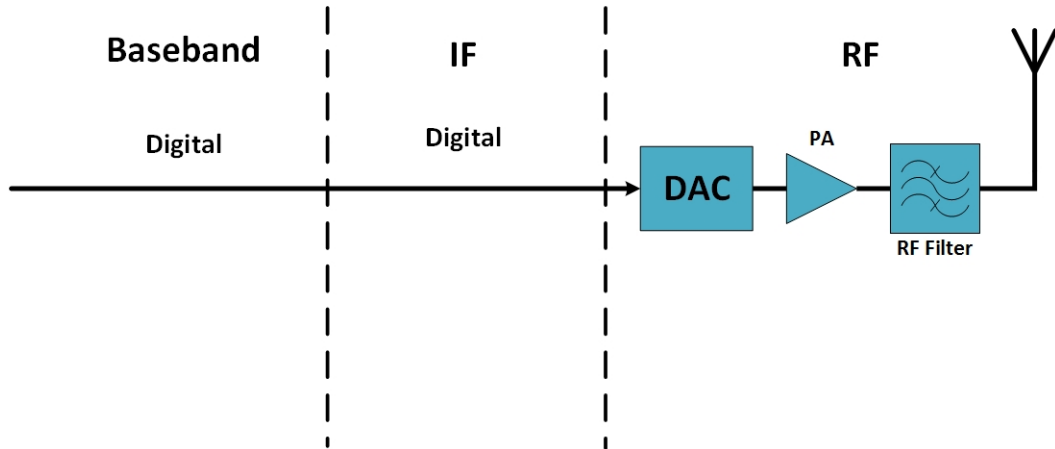 Baseband
IF
RF
Digital
Digital
PA
DAC
RF Filter